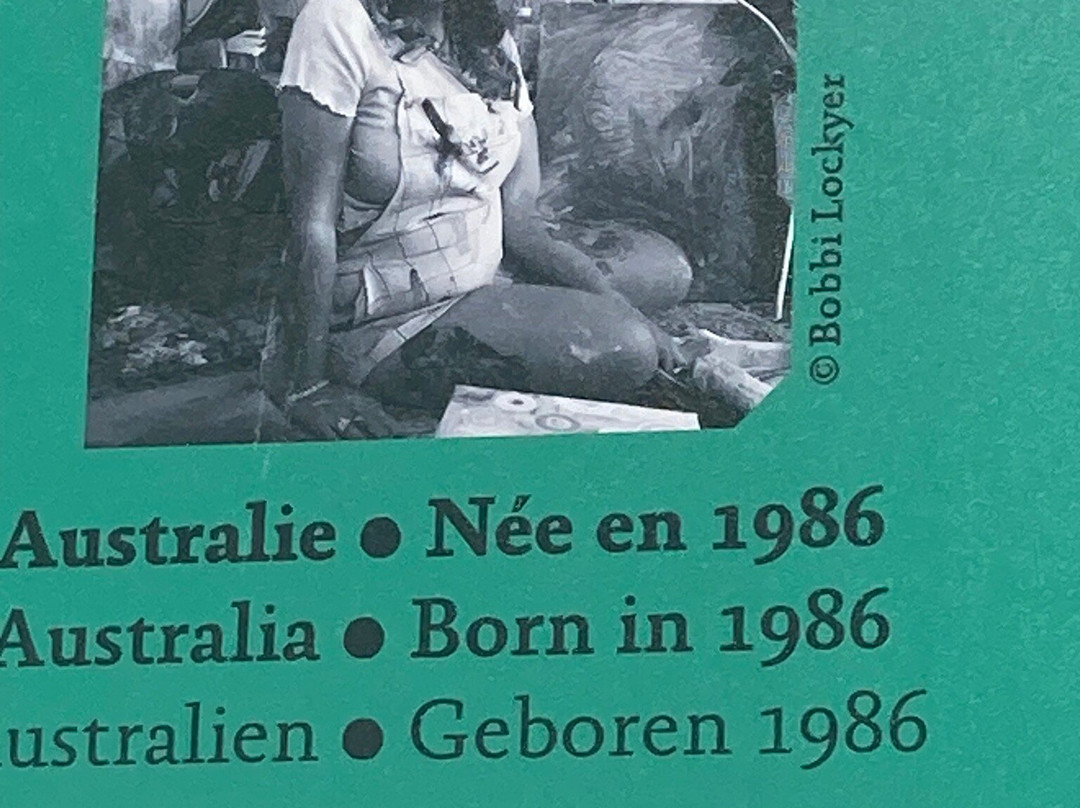 © Bobbi Lockyer
Australie ● Née en 1986
Australia ● Born in 1986
ustralien ● Geboren 1986